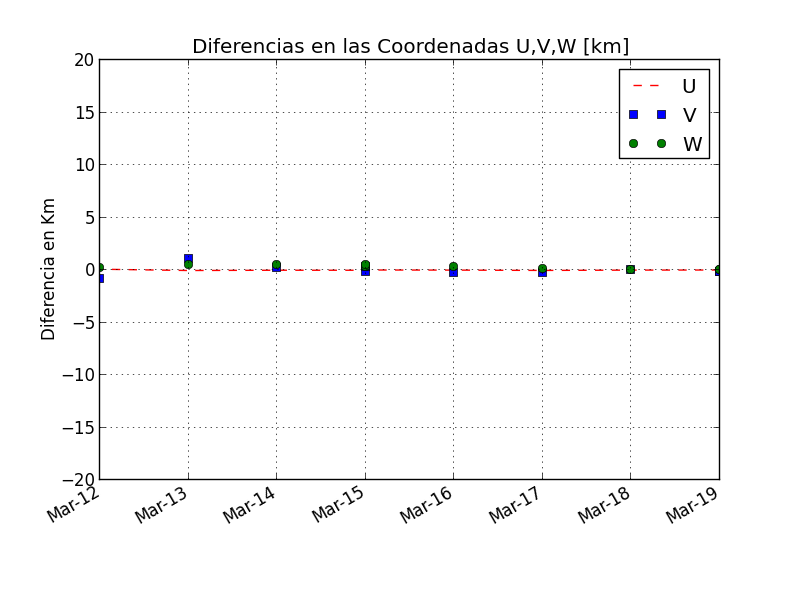 Diferencias en las Coordenadas U,V,W [km]
U
V
W
Diferencia en Km
20
15
10
5
0
−5
−10
−15
−20
Mar-12
Mar-13
Mar-14
Mar-15
Mar-16
Mar-17
Mar-18
Mar-19